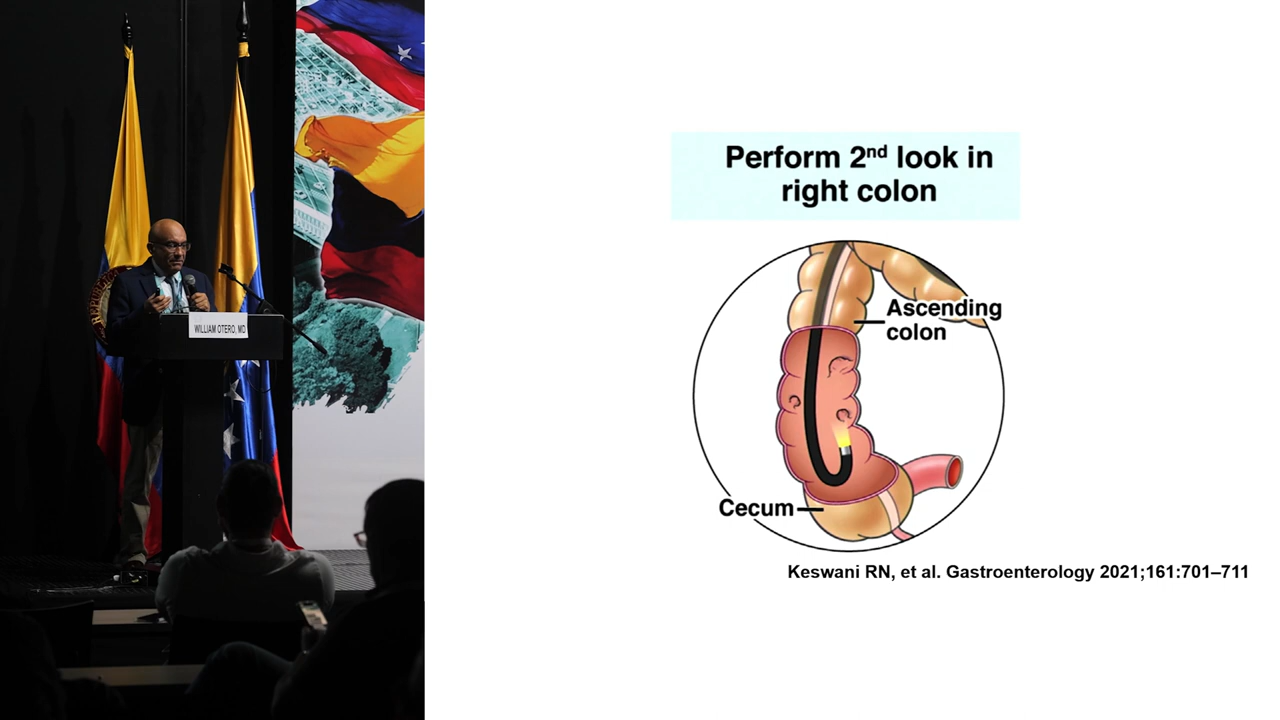 WILLIAM OTERO, MD
Perform 2nd look in
right colon
Ascending
colon
Cecum
Keswani RN, et al. Gastroenterology 2021;161:701–711